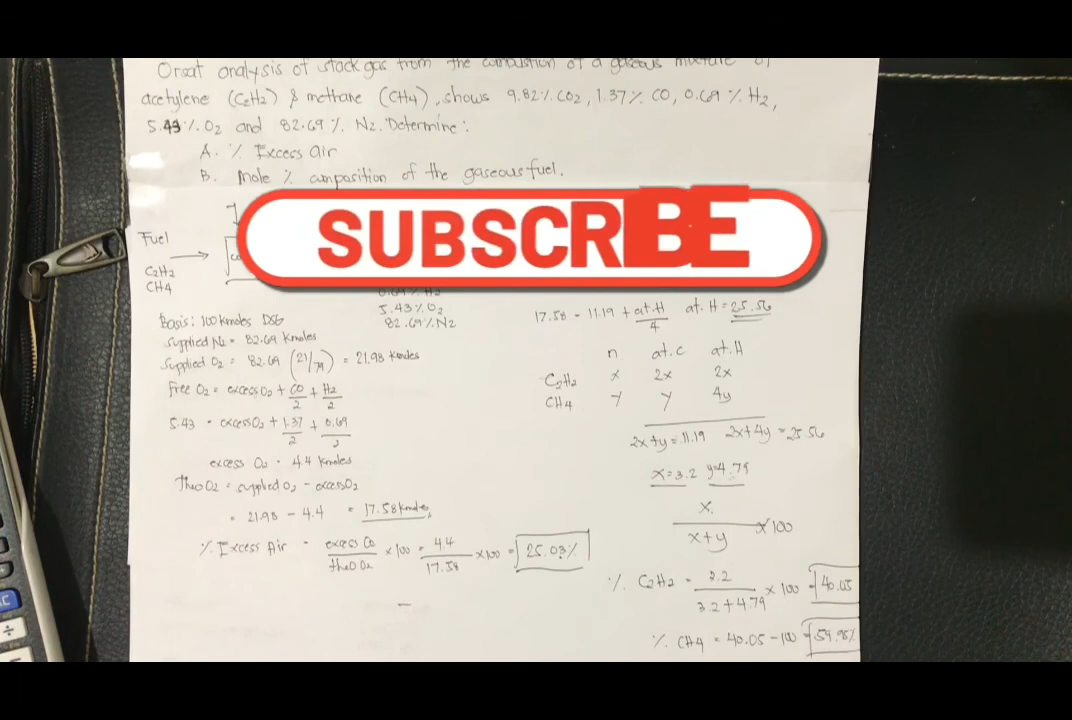 Orsat analysis of stack gas from the combustion of a gaseous mixture of
acetylene (C2H2) & methane (CH4), shows 9.82% CO2, 1.37% CO, 0.69% H2,
5.43% O2 and 82.69% N2. Determine:
A. % Excess air
B. Mole % composition of the gaseous fuel.
SUBSCRBE
Fuel
C2H2
CH4
0.69% H2
5.43% O2
82.69% N2
Basis: 100 kmoles DSG
Supplied N2 = 82.69 Kmoles
Supplied O2 = 82.69 (21/79) = 21.98 Kmoles
Free O2 = excess O2 + CO/2 + H2/2
5.43 = excess O2 + 1.37/2 + 0.69/2
excess O2 = 4.4 Kmoles
Theo O2 = supplied O2 - excess O2
= 21.98 - 4.4 = 17.58 kmoles
% Excess Air = excess O2/theo O2 x 100 = 4.4/17.58 x 100 = 25.03%
17.58 = 11.19 + at.H/4 at. H = 25.56
n at.C at.H
C2H2 x 2x 2x
CH4 y y 4y
2x+y = 11.19 2x+4y = 25.56
x = 3.2 y = 4.79
x/x+y x 100
% C2H2 = 3.2/3.2+4.79 x 100 = 40.05
% CH4 = 40.05 - 100 = 59.95%